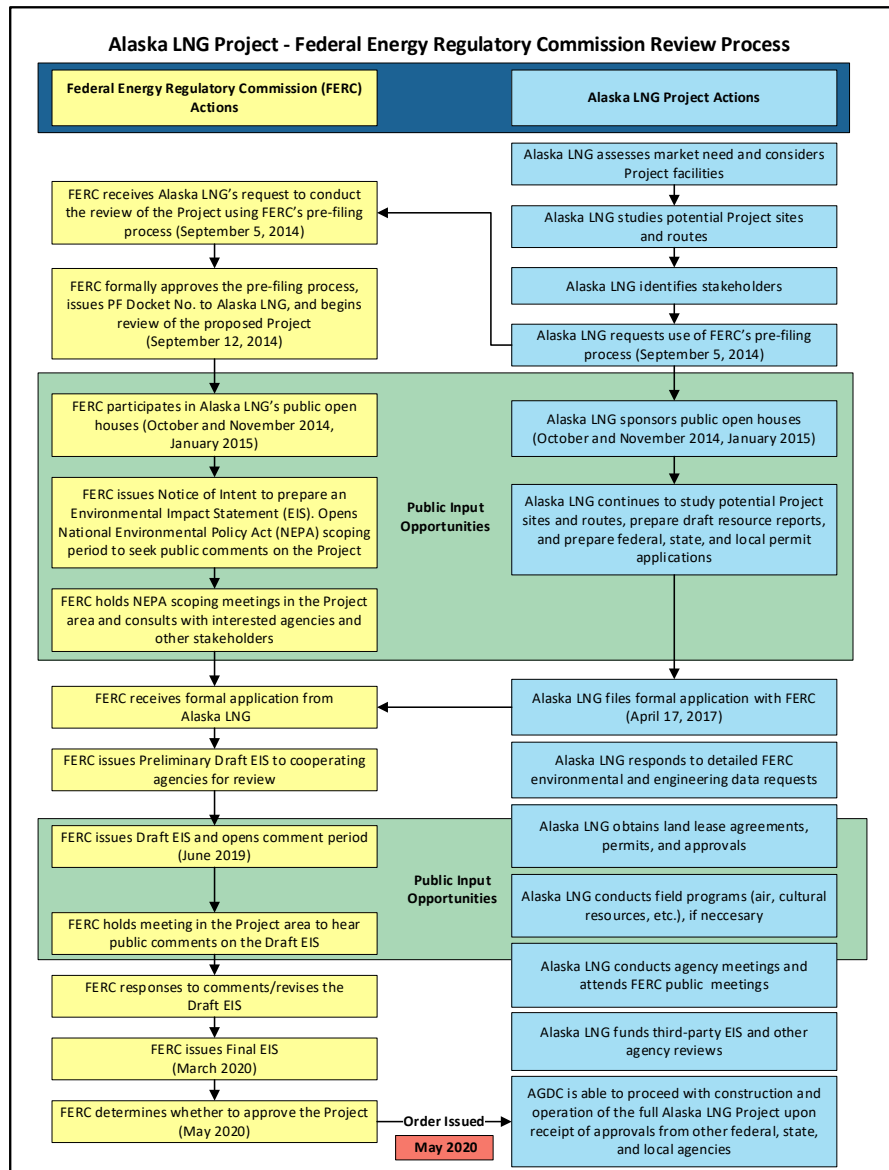 Alaska LNG Project - Federal Energy Regulatory Commission Review Process
Federal Energy Regulatory Commission (FERC)
Actions
Alaska LNG Project Actions
Alaska LNG assesses market need and considers
Project facilities
FERC receives Alaska LNG's request to conduct
the review of the Project using FERC's pre-filing
process (September 5, 2014)
Alaska LNG studies potential Project sites
and routes
Alaska LNG identifies stakeholders
FERC formally approves the pre-filing process,
issues PF Docket No. to Alaska LNG, and begins
review of the proposed Project
(September 12, 2014)
Alaska LNG requests use of FERC's pre-filing
process (September 5, 2014)
FERC participates in Alaska LNG's public open
houses (October and November 2014,
January 2015)
Alaska LNG sponsors public open houses
(October and November 2014, January 2015)
FERC issues Notice of Intent to prepare an
Environmental Impact Statement (EIS). Opens
National Environmental Policy Act (NEPA) scoping
period to seek public comments on the Project
Public Input
Opportunities
Alaska LNG continues to study potential Project
sites and routes, prepare draft resource reports,
and prepare federal, state, and local permit
applications
FERC holds NEPA scoping meetings in the Project
area and consults with interested agencies and
other stakeholders
FERC receives formal application from
Alaska LNG
Alaska LNG files formal application with FERC
(April 17, 2017)
FERC issues Preliminary Draft EIS to cooperating
agencies for review
Alaska LNG responds to detailed FERC
environmental and engineering data requests
FERC issues Draft EIS and opens comment period
(June 2019)
Alaska LNG obtains land lease agreements,
permits, and approvals
Public Input
Opportunities
Alaska LNG conducts field programs (air, cultural
resources, etc.), if neccesary
FERC holds meeting in the Project area to hear
public comments on the Draft EIS
Alaska LNG conducts agency meetings and
attends FERC public meetings
FERC responses to comments/revises the
Draft EIS
FERC issues Final EIS
(March 2020)
Alaska LNG funds third-party EIS and other
agency reviews
FERC determines whether to approve the Project
(May 2020)
Order Issued
May 2020
AGDC is able to proceed with construction and
operation of the full Alaska LNG Project upon
receipt of approvals from other federal, state,
and local agencies